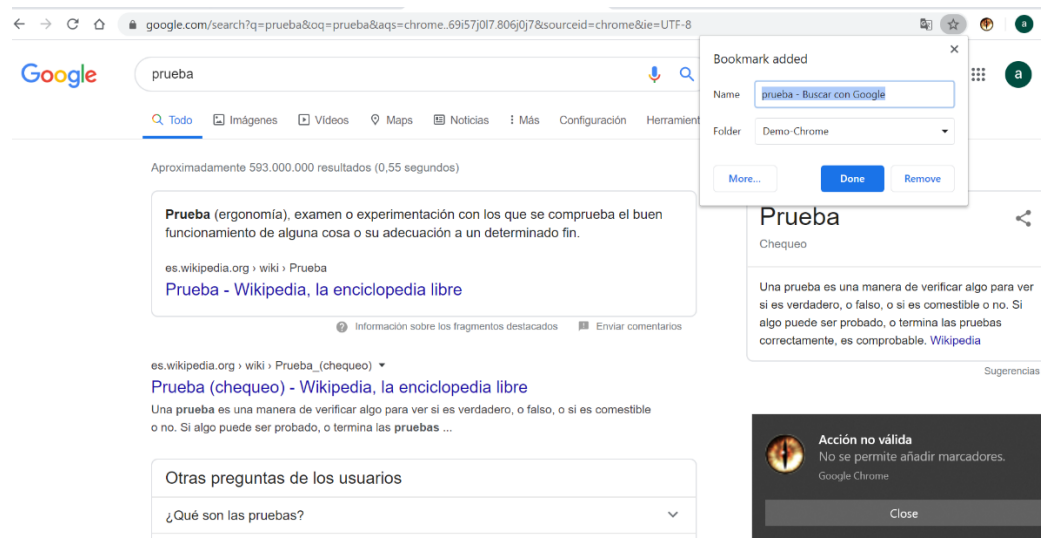 google.com/search?q=prueba&oq=prueba&aqs=chrome..69i57j0l7.806j0j7&sourceid=chrome&ie=UTF-8
a
Google
prueba
a
Todo Imágenes Vídeos Maps Noticias Más Configuración Herramient
Bookmark added
Name prueba - Buscar con Google
Folder Demo-Chrome
More... Done Remove
Aproximadamente 593.000.000 resultados (0,55 segundos)
Prueba (ergonomía), examen o experimentación con los que se comprueba el buen
funcionamiento de alguna cosa o su adecuación a un determinado fin.
es.wikipedia.org › wiki › Prueba
Prueba - Wikipedia, la enciclopedia libre
Información sobre los fragmentos destacados Enviar comentarios
es.wikipedia.org › wiki › Prueba_(chequeo)
Prueba (chequeo) - Wikipedia, la enciclopedia libre
Una prueba es una manera de verificar algo para ver si es verdadero, o falso, o si es comestible
o no. Si algo puede ser probado, o termina las pruebas ...
Otras preguntas de los usuarios
¿Qué son las pruebas?
Prueba
Chequeo
Una prueba es una manera de verificar algo para ver
si es verdadero, o falso, o si es comestible o no. Si
algo puede ser probado, o termina las pruebas
correctamente, es comprobable. Wikipedia
Sugerencias
Acción no válida
No se permite añadir marcadores.
Google Chrome
Close